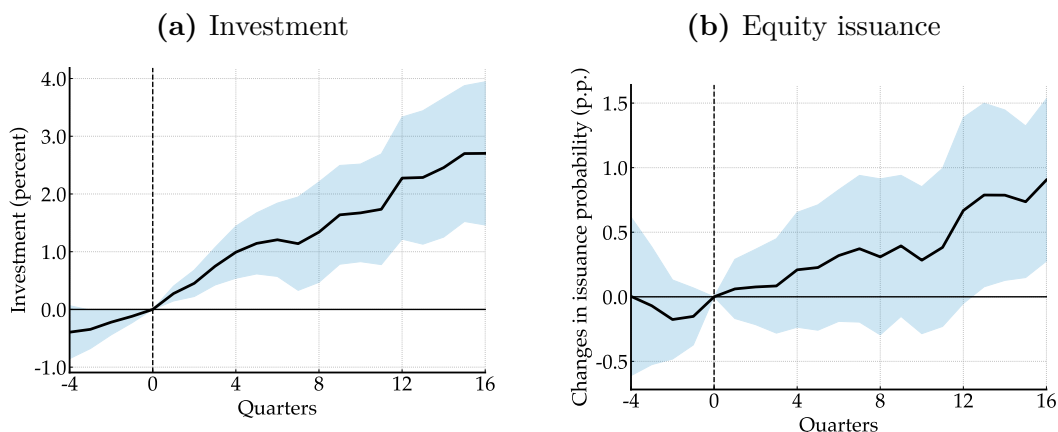 (a) Investment
Investment (percent)
4.0
3.0
2.0
1.0
0.0
-1.0
-4 0 4 8 12 16
Quarters
(b) Equity issuance
Changes in issuance probability (p.p.)
1.5
1.0
0.5
0.0
-0.5
-4 0 4 8 12 16
Quarters